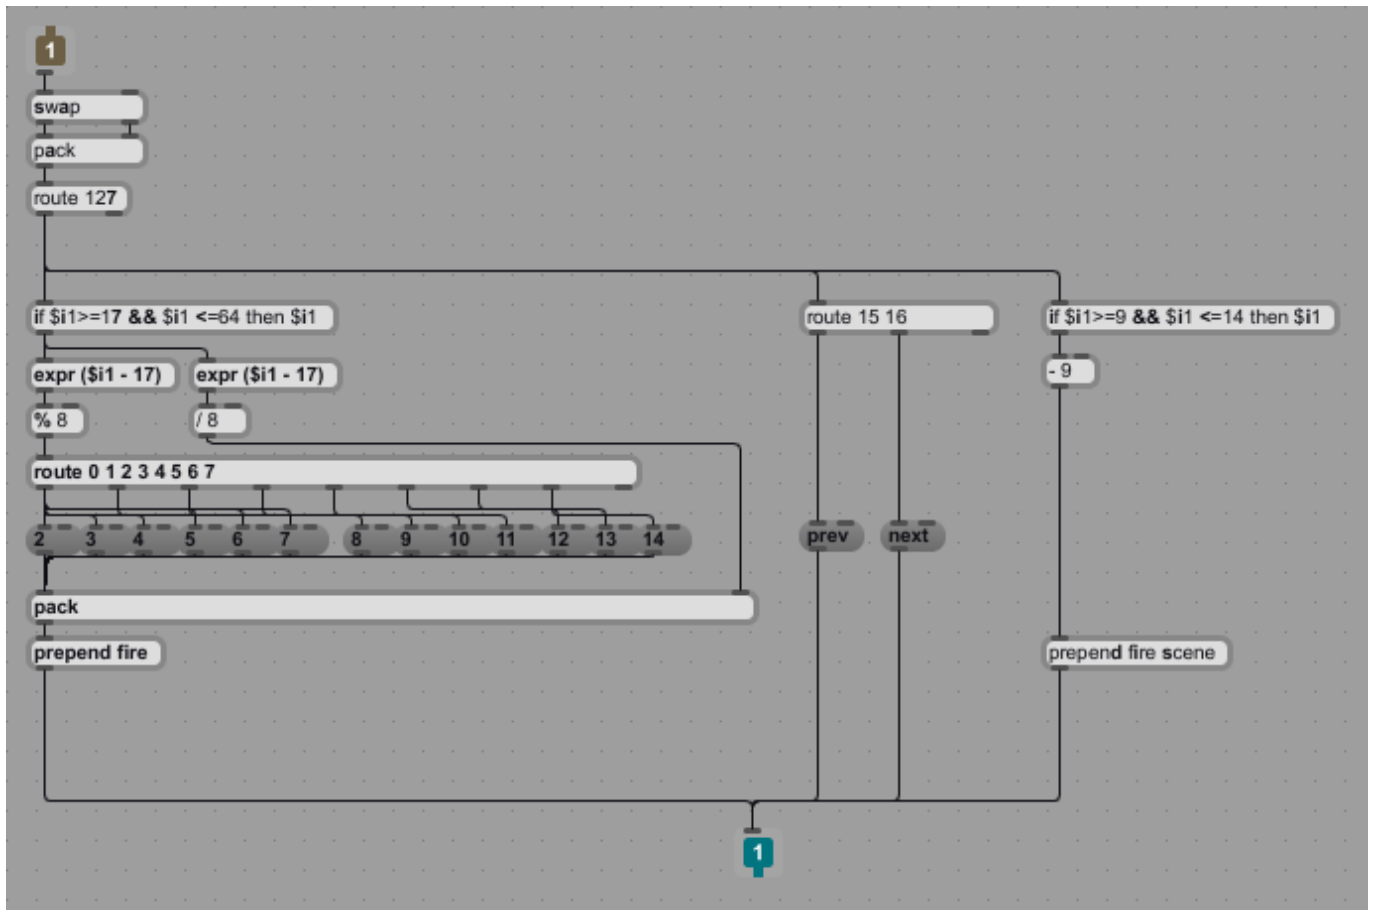 1
swap
pack
route 127
if $i1>=17 && $i1 <=64 then $i1
route 15 16
if $i1>=9 && $i1 <=14 then $i1
expr ($i1 - 17)
expr ($i1 - 17)
- 9
% 8
/ 8
route 0 1 2 3 4 5 6 7
2 3 4 5 6 7 8 9 10 11 12 13 14
prev
next
pack
prepend fire
prepend fire scene
1